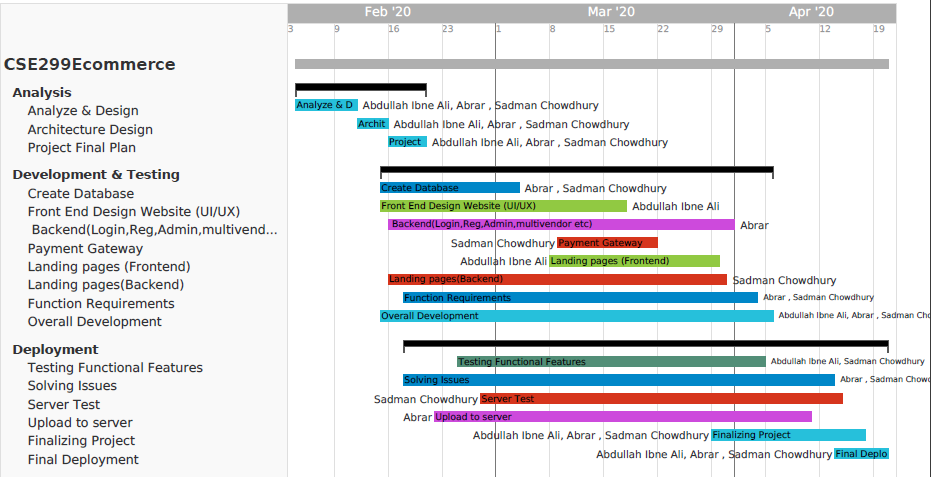 Feb '20 Mar '20 Apr '20
3 9 16 23 1 8 15 22 29 5 12 19
CSE299Ecommerce
Analysis
Analyze & Design Analyze & D Abdullah Ibne Ali, Abrar , Sadman Chowdhury
Architecture Design Archit Abdullah Ibne Ali, Abrar , Sadman Chowdhury
Project Final Plan Project Abdullah Ibne Ali, Abrar , Sadman Chowdhury
Development & Testing
Create Database Create Database Abrar , Sadman Chowdhury
Front End Design Website (UI/UX) Front End Design Website (UI/UX) Abdullah Ibne Ali
Backend(Login,Reg,Admin,multivend... Backend(Login,Reg,Admin,multivendor etc) Abrar
Payment Gateway Sadman Chowdhury Payment Gateway
Landing pages (Frontend) Abdullah Ibne Ali Landing pages (Frontend)
Landing pages(Backend) Landing pages(Backend) Sadman Chowdhury
Function Requirements Function Requirements Abrar , Sadman Chowdhury
Overall Development Overall Development Abdullah Ibne Ali, Abrar , Sadman Cho
Deployment
Testing Functional Features Testing Functional Features Abdullah Ibne Ali, Sadman Chowdhury
Solving Issues Solving Issues Abrar , Sadman Chowd
Server Test Sadman Chowdhury Server Test
Upload to server Abrar Upload to server
Finalizing Project Abdullah Ibne Ali, Abrar , Sadman Chowdhury Finalizing Project
Final Deployment Abdullah Ibne Ali, Abrar , Sadman Chowdhury Final Deplo